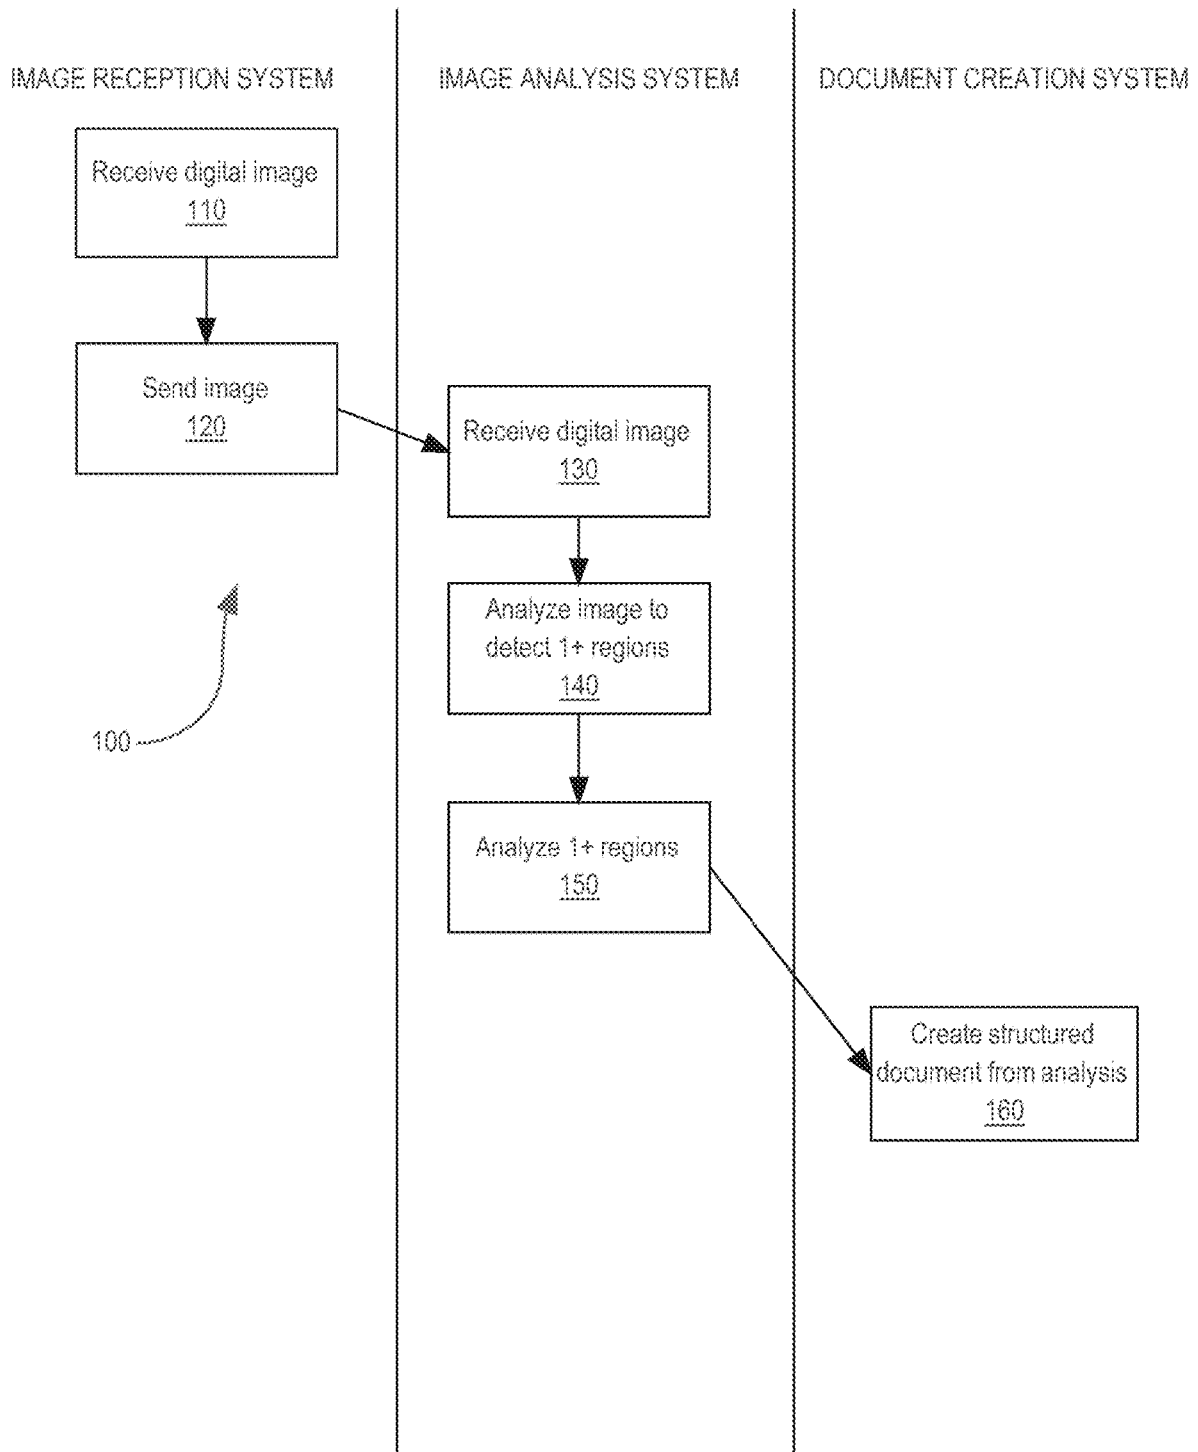 IMAGE RECEPTION SYSTEM
IMAGE ANALYSIS SYSTEM
DOCUMENT CREATION SYSTEM
Receive digital image
110
Send image
120
Receive digital image
130
Analyze image to
detect 1+ regions
140
100
Analyze 1+ regions
150
Create structured
document from analysis
160